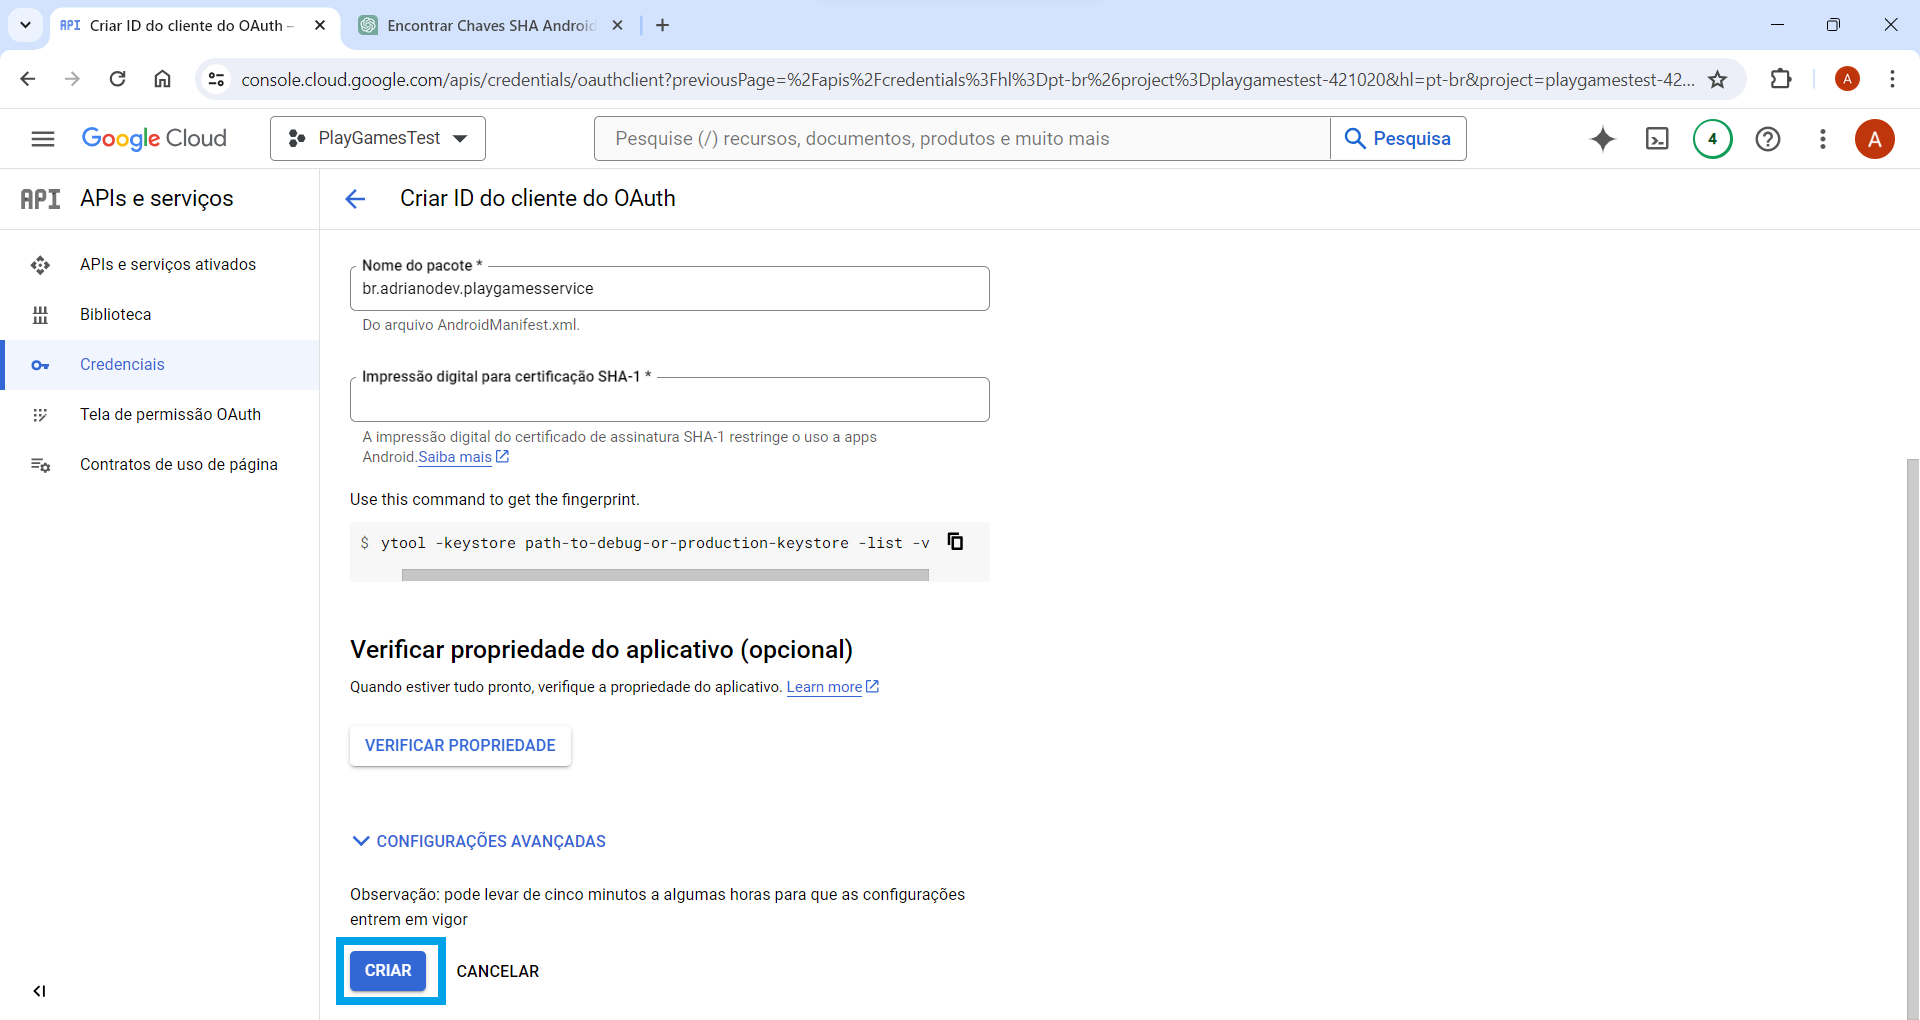 API Criar ID do cliente do OAuth –
Encontrar Chaves SHA Android
console.cloud.google.com/apis/credentials/oauthclient?previousPage=%2Fapis%2Fcredentials%3Fhl%3Dpt-br%26project%3Dplaygamestest-421020&hl=pt-br&project=playgamestest-42...
A
Google Cloud
PlayGamesTest
Pesquise (/) recursos, documentos, produtos e muito mais
Pesquisa
4
A
API APIs e serviços
Criar ID do cliente do OAuth
APIs e serviços ativados
Biblioteca
Credenciais
Tela de permissão OAuth
Contratos de uso de página
Nome do pacote *
br.adrianodev.playgamesservice
Do arquivo AndroidManifest.xml.
Impressão digital para certificação SHA-1 *
A impressão digital do certificado de assinatura SHA-1 restringe o uso a apps
Android.Saiba mais
Use this command to get the fingerprint.
$ ytool -keystore path-to-debug-or-production-keystore -list -v
Verificar propriedade do aplicativo (opcional)
Quando estiver tudo pronto, verifique a propriedade do aplicativo. Learn more
VERIFICAR PROPRIEDADE
CONFIGURAÇÕES AVANÇADAS
Observação: pode levar de cinco minutos a algumas horas para que as configurações
entrem em vigor
CRIAR
CANCELAR